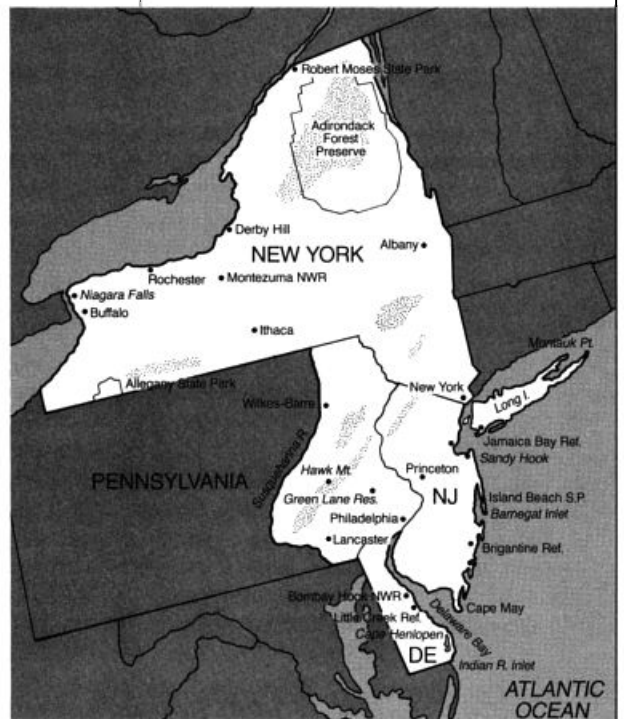 Robert Moses State Park
Adirondack
Forest
Preserve
Derby Hill
NEW YORK
Albany
Rochester
Montezuma NWR
Niagara Falls
Buffalo
Ithaca
Montauk Pt.
Allegany State Park
New York
Long I.
Wilkes-Barre
Jamaica Bay Ref.
Sandy Hook
Susquehanna R.
PENNSYLVANIA
Hawk Mt.
Princeton
Green Lane Res.
NJ
Island Beach S.P.
Barnegat Inlet
Philadelphia
Lancaster
Brigantine Ref.
Bombay Hook NWR
Little Creek Ref.
Delaware Bay
Cape May
Cape Henlopen
DE
Indian R. Inlet
ATLANTIC
OCEAN